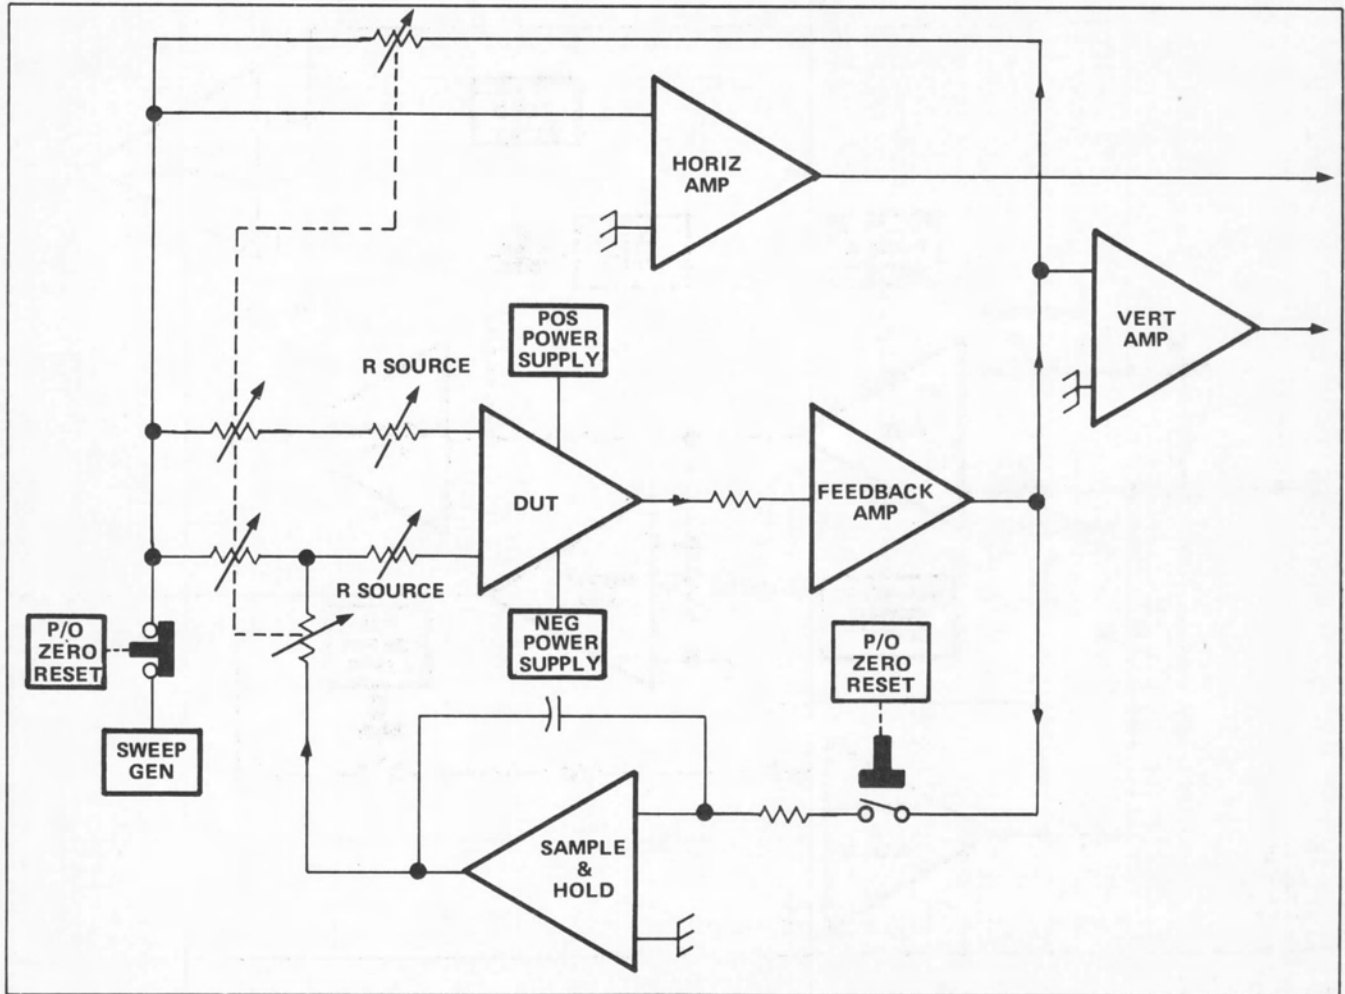 HORIZ
AMP
POS
POWER
SUPPLY
VERT
AMP
R SOURCE
DUT
FEEDBACK
AMP
R SOURCE
NEG
POWER
SUPPLY
P/O
ZERO
RESET
P/O
ZERO
RESET
SWEEP
GEN
SAMPLE
&
HOLD